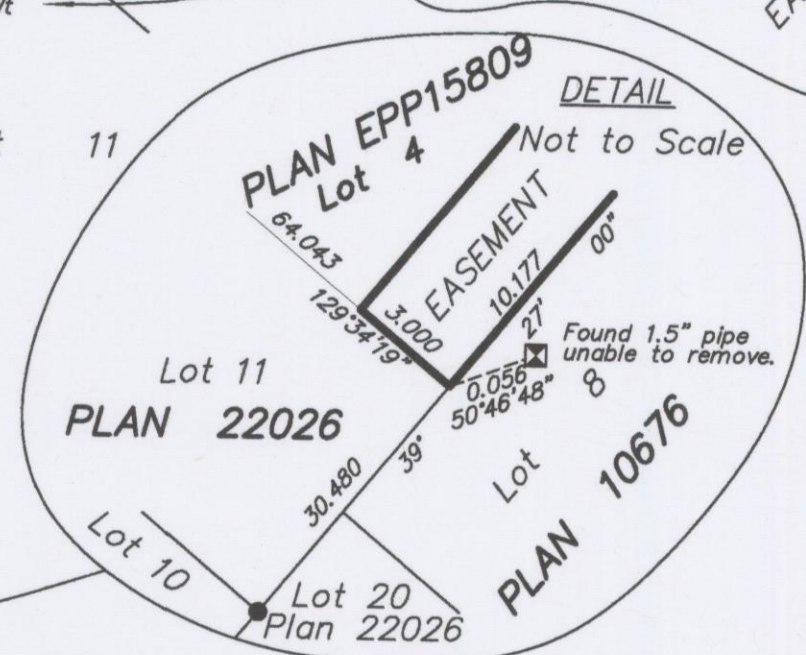 DETAIL
Not to Scale
PLAN EPP15809
Lot 4
11
64.043
129°34'19"
3.000
EASEMENT
10.177
39° 27' 00"
Found 1.5" pipe
unable to remove.
0.056
50°46'48"
Lot 8
PLAN 10676
Lot 11
PLAN 22026
30.480
Lot 10
Lot 20
Plan 22026